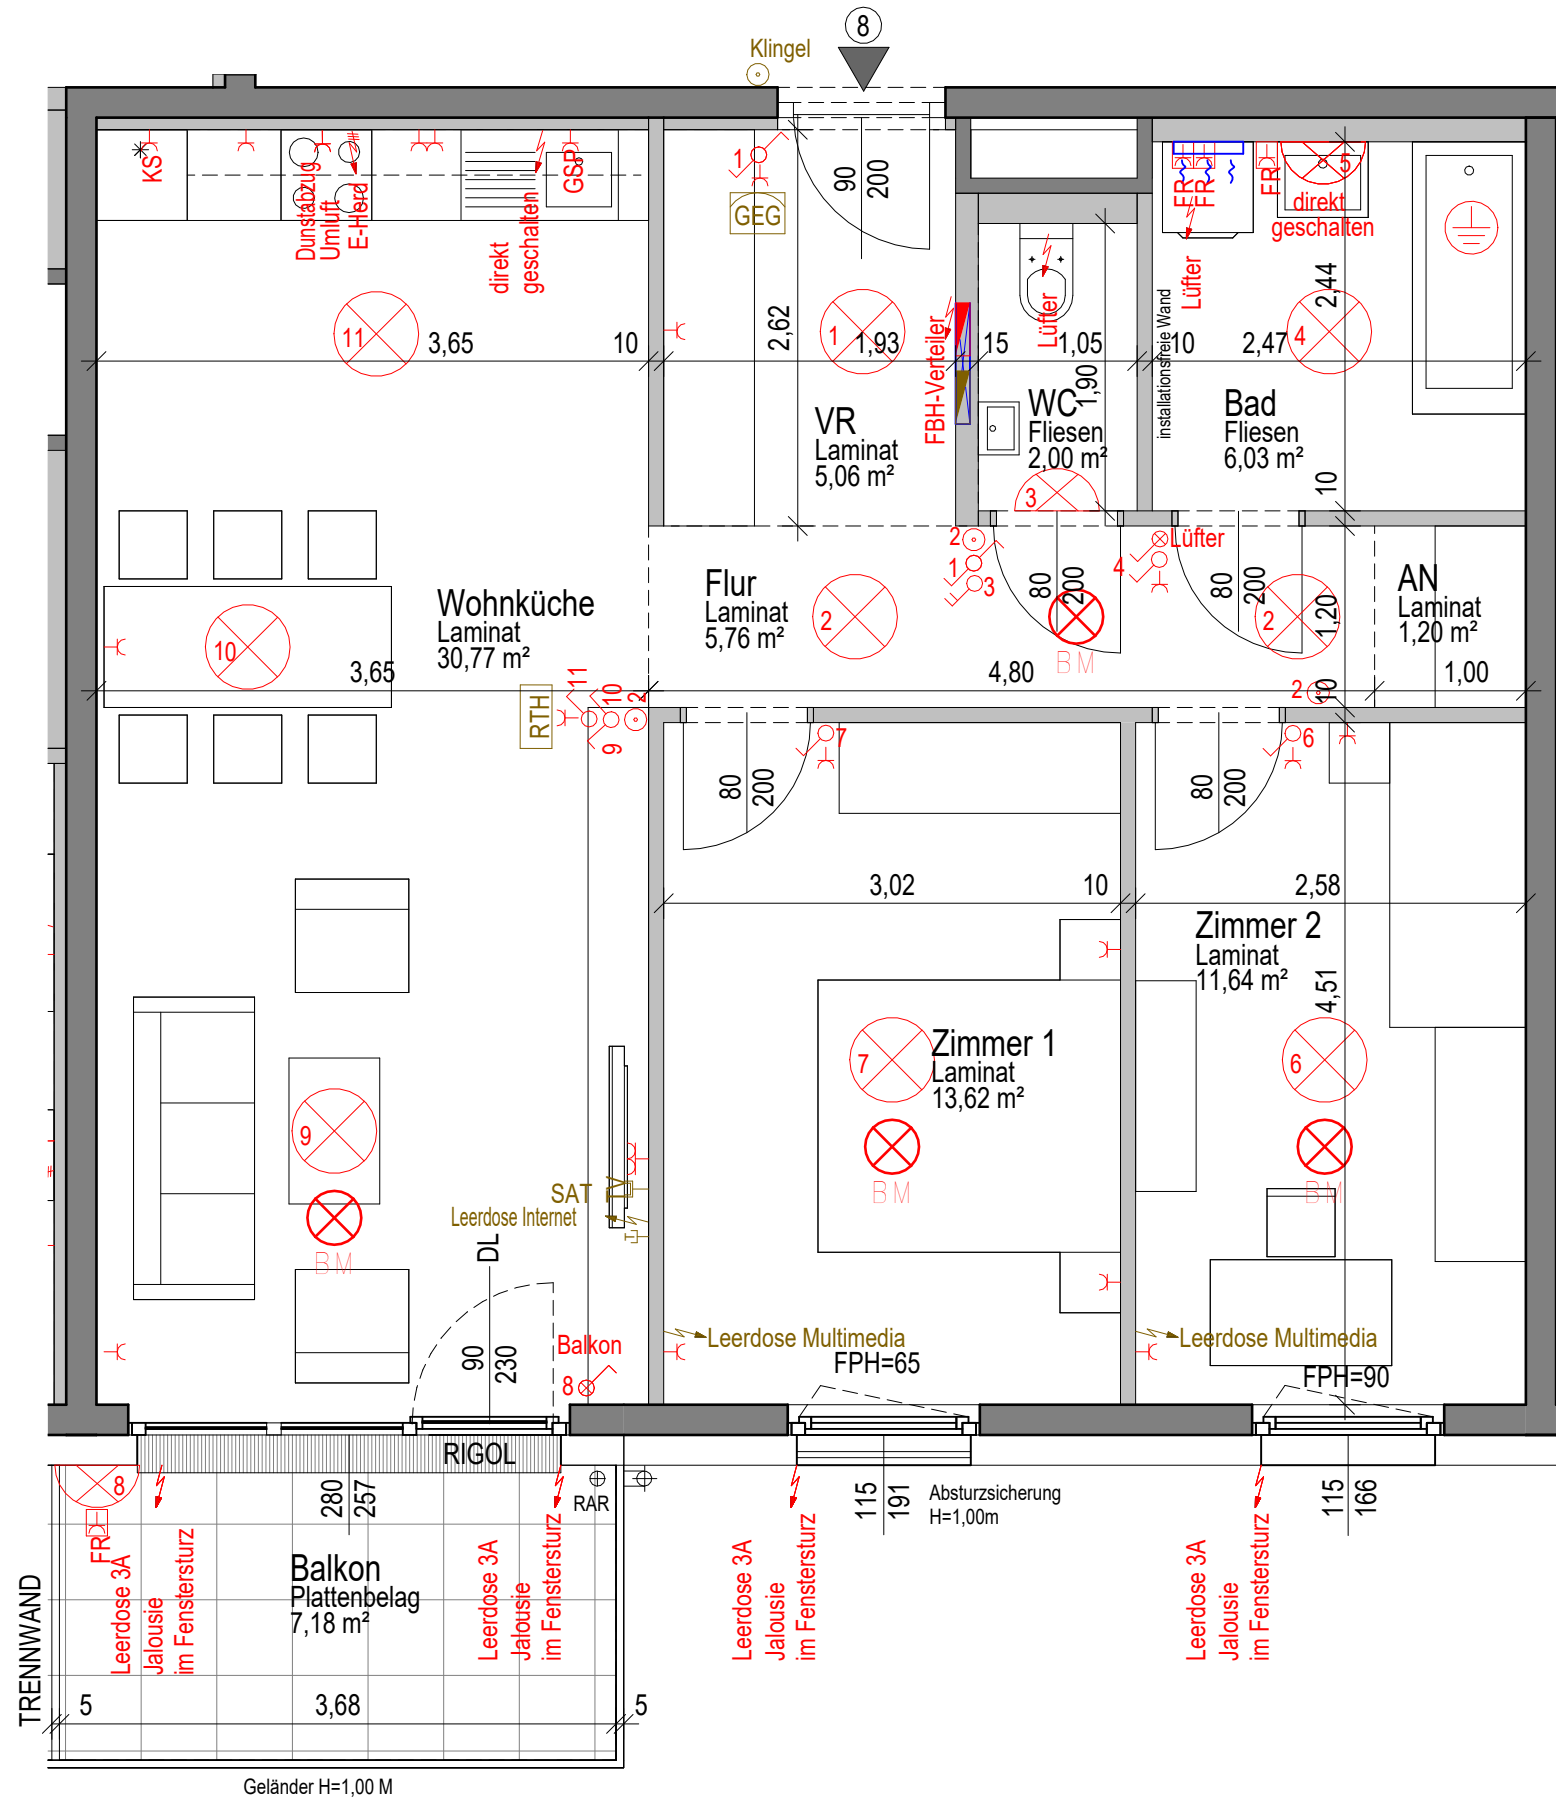 8
Klingel
KS
Dunstabzug
Umluft
E-Herd
direkt
geschalten
GSP
1
GEG
90
200
FR
FR
FR
5
direkt
geschalten
Lüfter
Lüfter
11
3,65
10
2,62
1
1,93
FBH-Verteiler
15
1,05
1,90
installationsfreie Wand
10
2,44
2,47
4
VR
Laminat
5,06 m²
WC
Fliesen
2,00 m²
3
Bad
Fliesen
6,03 m²
10
2
1
3
Lüfter
4
80
200
80
200
Wohnküche
Laminat
30,77 m²
10
Flur
Laminat
5,76 m²
2
BM
2
1,20
AN
Laminat
1,20 m²
3,65
4,80
1,00
RTH
11
10
2
9
2
10
7
6
80
200
80
200
3,02
10
2,58
Zimmer 2
Laminat
11,64 m²
4,51
Zimmer 1
Laminat
13,62 m²
7
6
9
BM
BM
BM
SAT TV
Leerdose Internet
DL
90
230
Balkon
8
Leerdose Multimedia
FPH=65
Leerdose Multimedia
FPH=90
RIGOL
8
FR
280
257
RAR
115
191
Absturzsicherung
H=1,00m
115
166
Leerdose 3A
Jalousie
im Fenstersturz
Leerdose 3A
Jalousie
im Fenstersturz
Leerdose 3A
Jalousie
im Fenstersturz
Leerdose 3A
Jalousie
im Fenstersturz
Balkon
Plattenbelag
7,18 m²
TRENNWAND
5
3,68
5
Geländer H=1,00 M